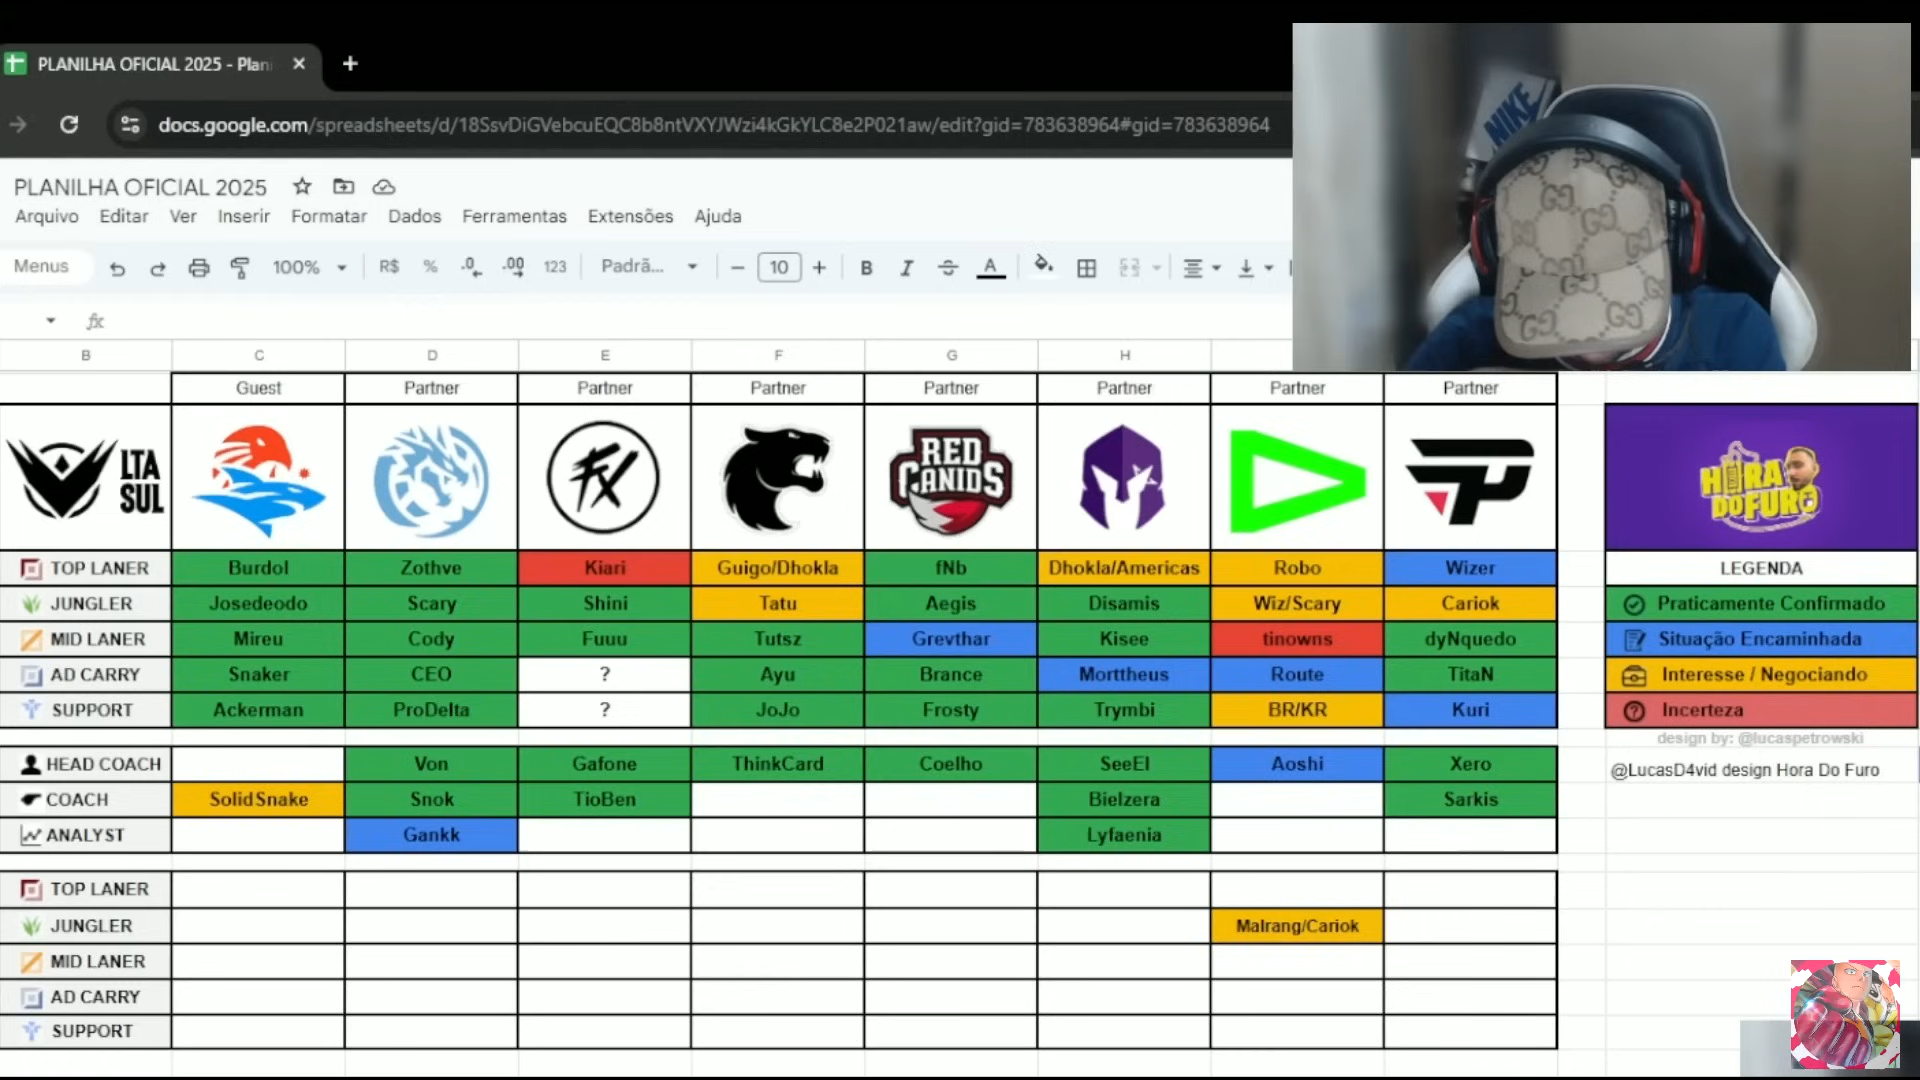 PLANILHA OFICIAL 2025 - Plan
docs.google.com/spreadsheets/d/18SsvDiGVebcuEQC8b8ntVXYJWzi4kGkYLC8e2P021aw/edit?gid=783638964#gid=783638964
NIKE
PLANILHA OFICIAL 2025
Arquivo Editar Ver Inserir Formatar Dados Ferramentas Extensões Ajuda
Menus 100% R$ % .0 .00 123 Padrã... − 10 + B I S A
fx
B C D E F G H
Guest Partner Partner Partner Partner Partner Partner Partner
LTA SUL FX RED CANIDS HORA DO FURO
TOP LANER Burdol Zothve Kiari Guigo/Dhokla fNb Dhokla/Americas Robo Wizer LEGENDA
JUNGLER Josedeodo Scary Shini Tatu Aegis Disamis Wiz/Scary Cariok Praticamente Confirmado
MID LANER Mireu Cody Fuuu Tutsz Grevthar Kisee tinowns dyNquedo Situação Encaminhada
AD CARRY Snaker CEO ? Ayu Brance Morttheus Route TitaN Interesse / Negociando
SUPPORT Ackerman ProDelta ? JoJo Frosty Trymbi BR/KR Kuri Incerteza
design by: @lucaspetrowski
HEAD COACH Von Gafone ThinkCard Coelho SeeEl Aoshi Xero @LucasD4vid design Hora Do Furo
COACH SolidSnake Snok TioBen Bielzera Sarkis
ANALYST Gankk Lyfaenia
TOP LANER
JUNGLER Malrang/Cariok
MID LANER
AD CARRY
SUPPORT